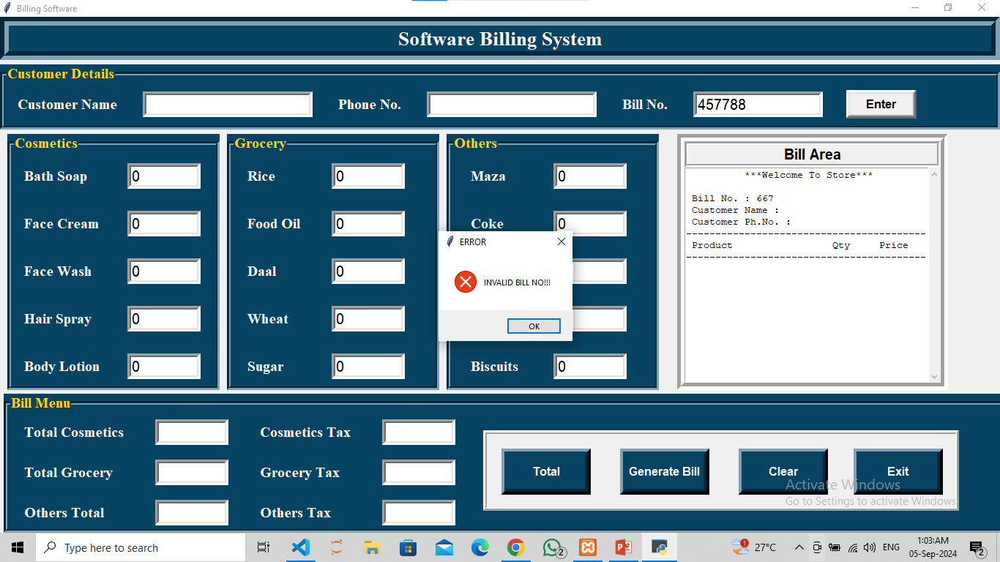 Billing Software
Software Billing System
Customer Details
Customer Name
Phone No.
Bill No.
457788
Enter
Cosmetics
Bath Soap 0
Face Cream 0
Face Wash 0
Hair Spray 0
Body Lotion 0
Grocery
Rice 0
Food Oil 0
Daal 0
Wheat 0
Sugar 0
Others
Maza 0
Coke 0
Biscuits 0
Bill Area
***Welcome To Store***
Bill No. : 667
Customer Name :
Customer Ph.No. :
-----------------------------------------
Product Qty Price
-----------------------------------------
ERROR
INVALID BILL NO!!!
OK
Bill Menu
Total Cosmetics
Cosmetics Tax
Total Grocery
Grocery Tax
Others Total
Others Tax
Total
Generate Bill
Clear
Exit
Activate Windows
Go to Settings to activate Windows
Type here to search
2
1
27°C
ENG
1:03:AM
05-Sep-2024
2